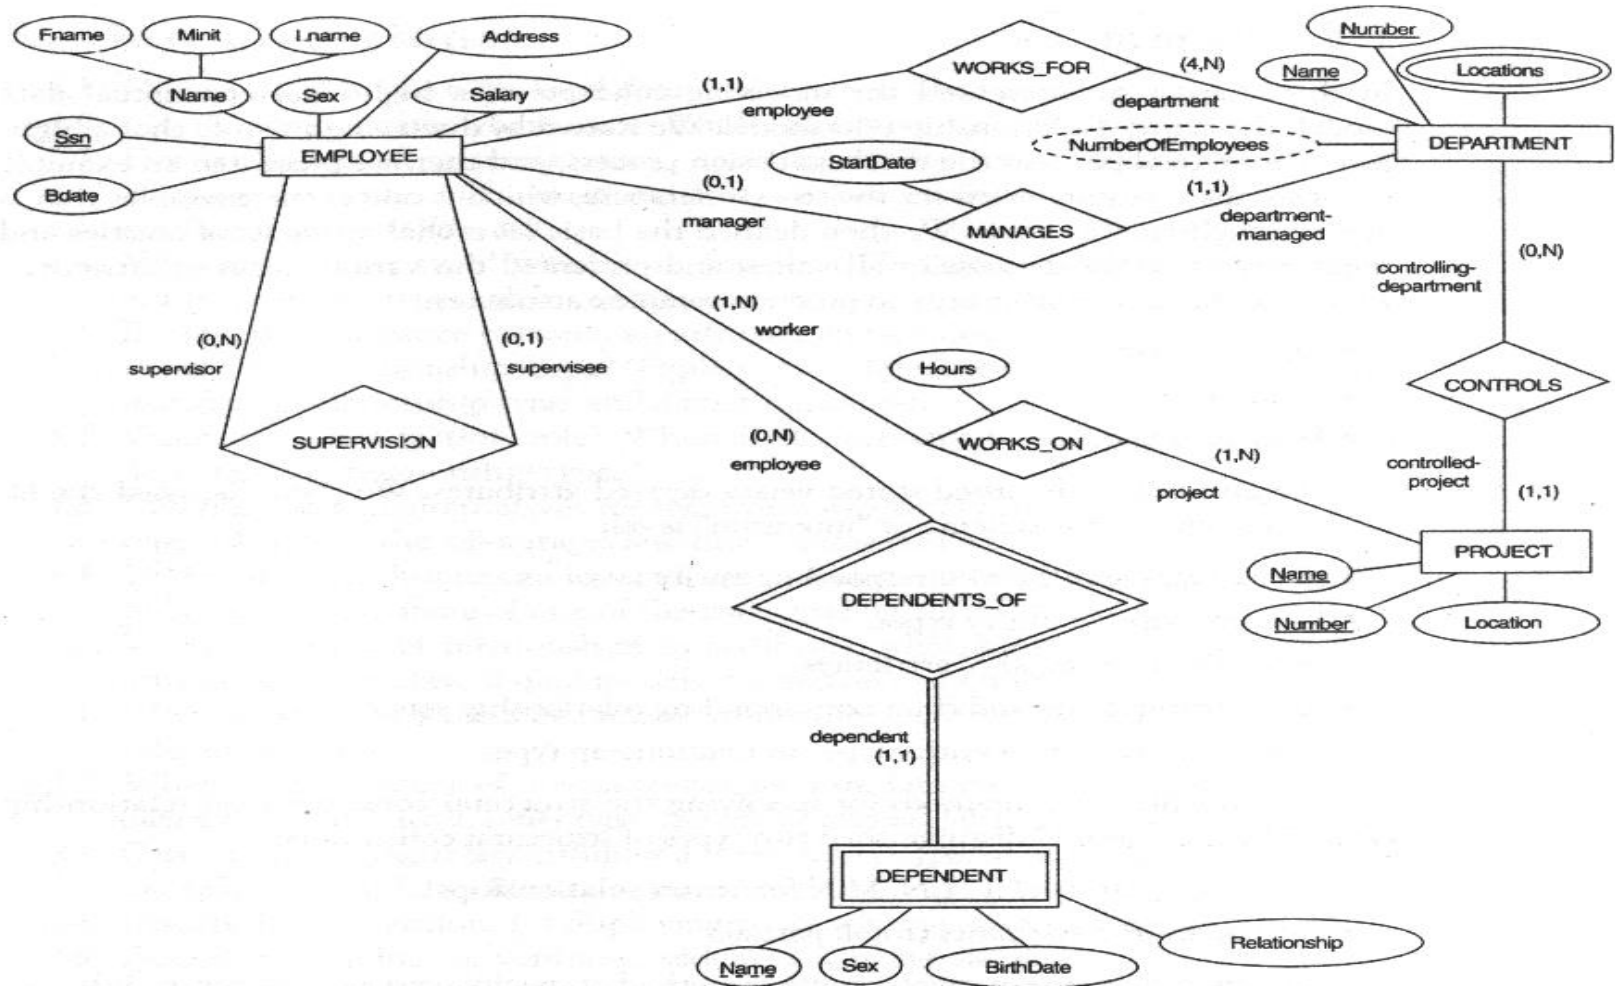 Fname
Minit
Lname
Address
Number
Name
Sex
Salary
(1,1)
employee
WORKS_FOR
(4,N)
department
Name
Locations
Ssn
EMPLOYEE
NumberOfEmployees
DEPARTMENT
Bdate
StartDate
(0,1)
manager
MANAGES
(1,1)
department-
managed
controlling-
department
(0,N)
(0,N)
supervisor
(0,1)
supervisee
(1,N)
worker
Hours
CONTROLS
SUPERVISION
(0,N)
employee
WORKS_ON
(1,N)
project
controlled-
project
(1,1)
PROJECT
Name
Number
Location
DEPENDENTS_OF
dependent
(1,1)
DEPENDENT
Name
Sex
BirthDate
Relationship